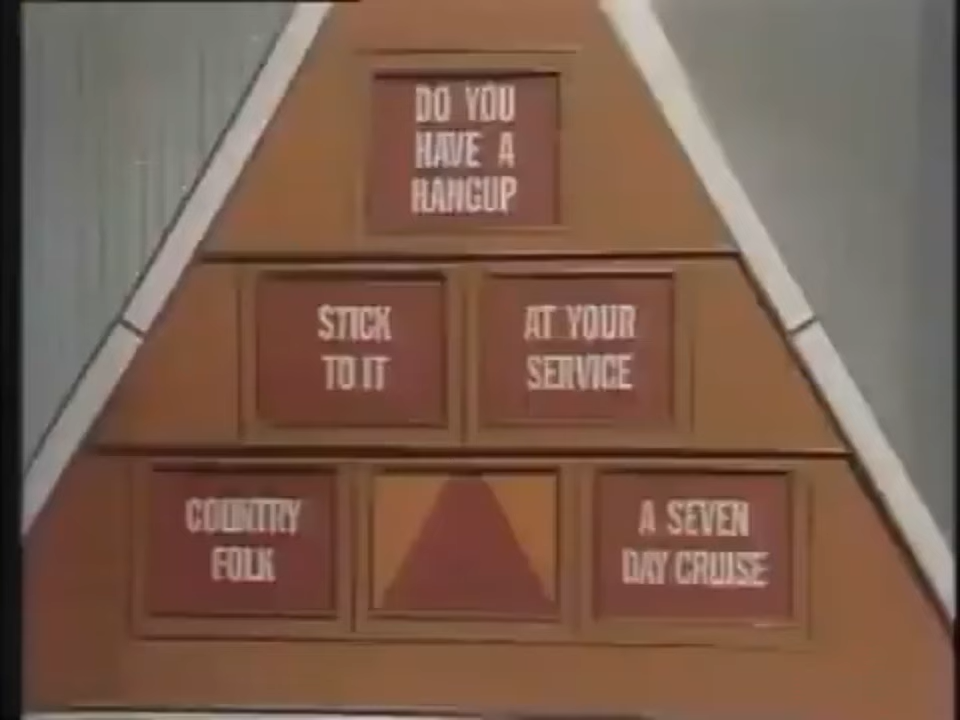 DO YOU
HAVE A
HANGUP
STICK
TO IT
AT YOUR
SERVICE
COUNTRY
FOLK
A SEVEN
DAY CRUISE